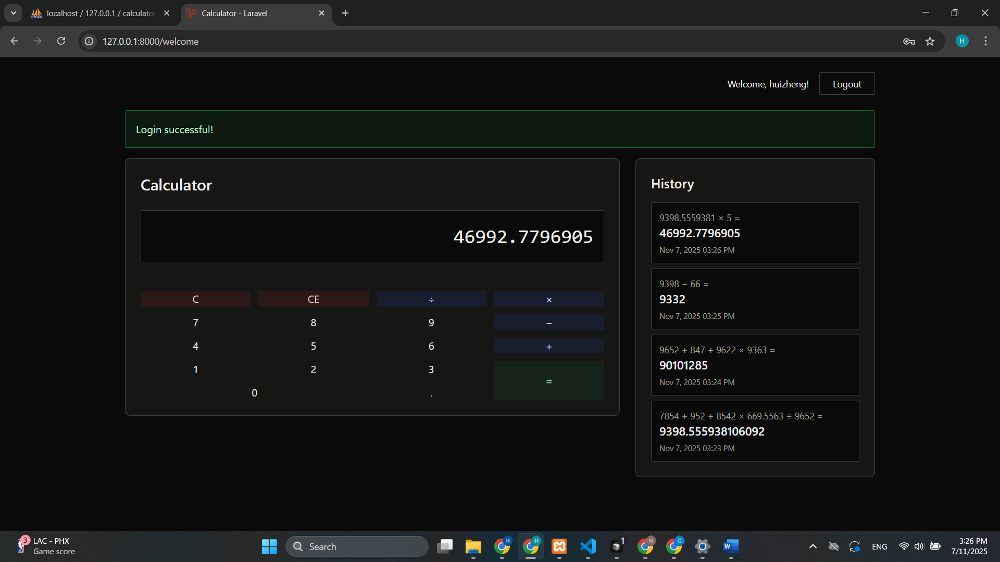 localhost / 127.0.0.1 / calculator
Calculator - Laravel
127.0.0.1:8000/welcome
H
Welcome, huizheng!
Logout
Login successful!
Calculator
46992.7796905
C CE ÷ ×
7 8 9 −
4 5 6 +
1 2 3
=
0 .
History
9398.5559381 × 5 =
46992.7796905
Nov 7, 2025 03:26 PM
9398 − 66 =
9332
Nov 7, 2025 03:25 PM
9652 + 847 + 9622 × 9363 =
90101285
Nov 7, 2025 03:24 PM
7854 + 952 + 8542 × 669.5563 ÷ 9652 =
9398.555938106092
Nov 7, 2025 03:23 PM
3
LAC - PHX
Game score
Search
H
H
1
H
C
W
ENG
3:26 PM
7/11/2025